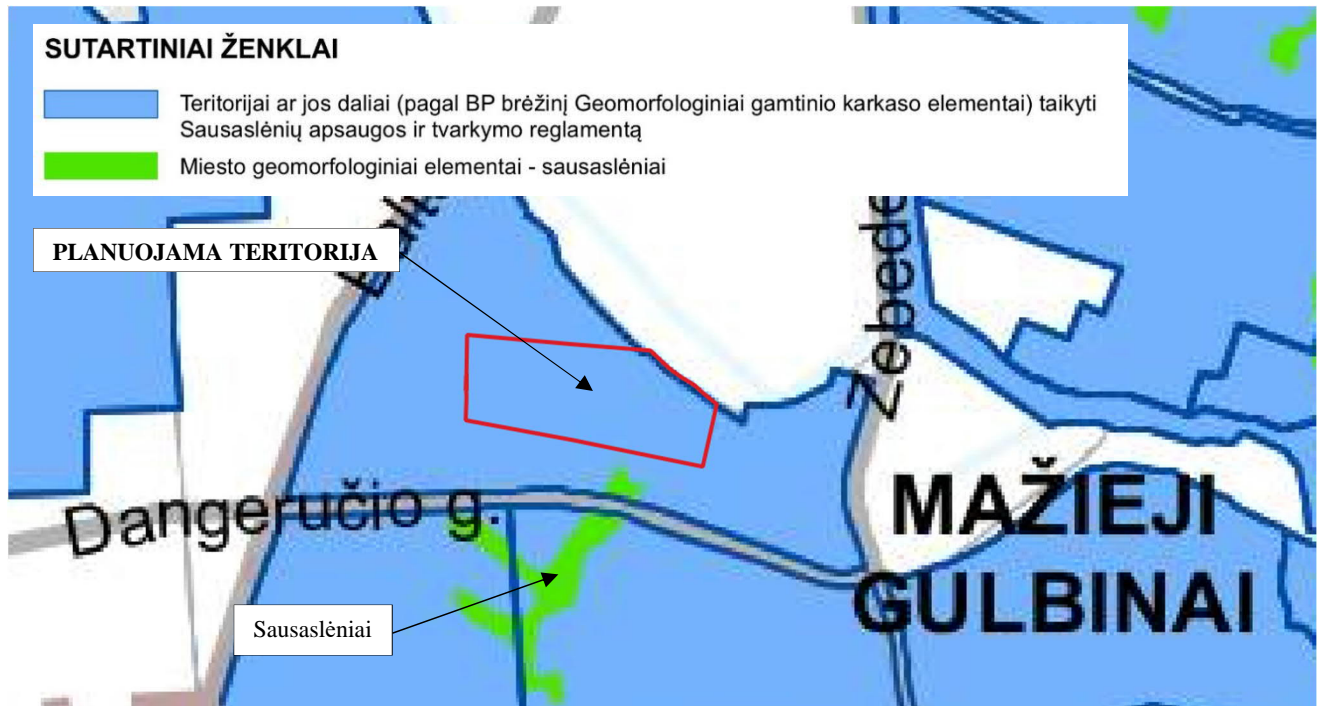 SUTARTINIAI ŽENKLAI
Teritorijai ar jos daliai (pagal BP brėžinį Geomorfologiniai gamtinio karkaso elementai) taikyti
Sausaslėnių apsaugos ir tvarkymo reglamentą
Miesto geomorfologiniai elementai - sausaslėniai
PLANUOJAMA TERITORIJA
Dangeručio g.
MAŽIEJI
GULBINAI
Sausaslėniai